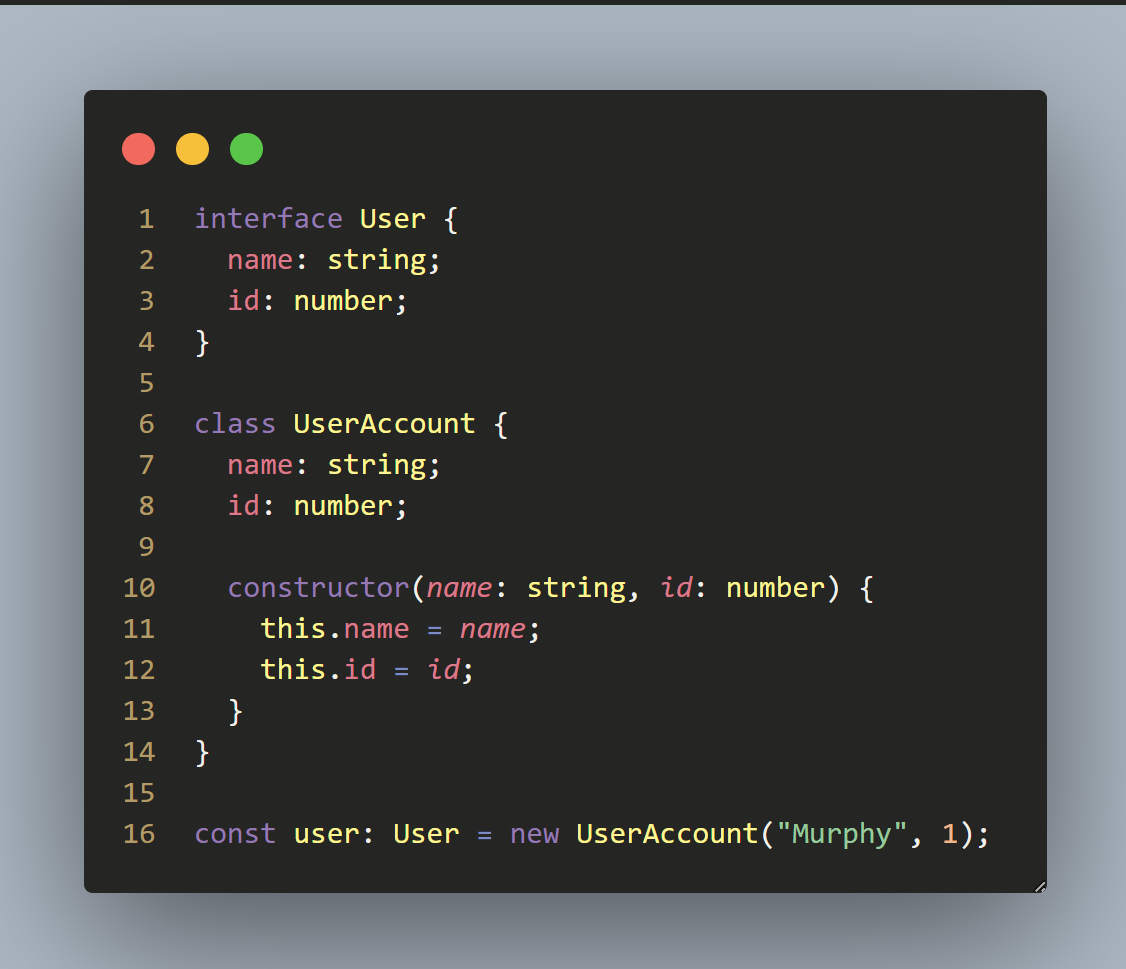 1 interface User {
2   name: string;
3   id: number;
4 }
5
6 class UserAccount {
7   name: string;
8   id: number;
9
10   constructor(name: string, id: number) {
11     this.name = name;
12     this.id = id;
13   }
14 }
15
16 const user: User = new UserAccount("Murphy", 1);